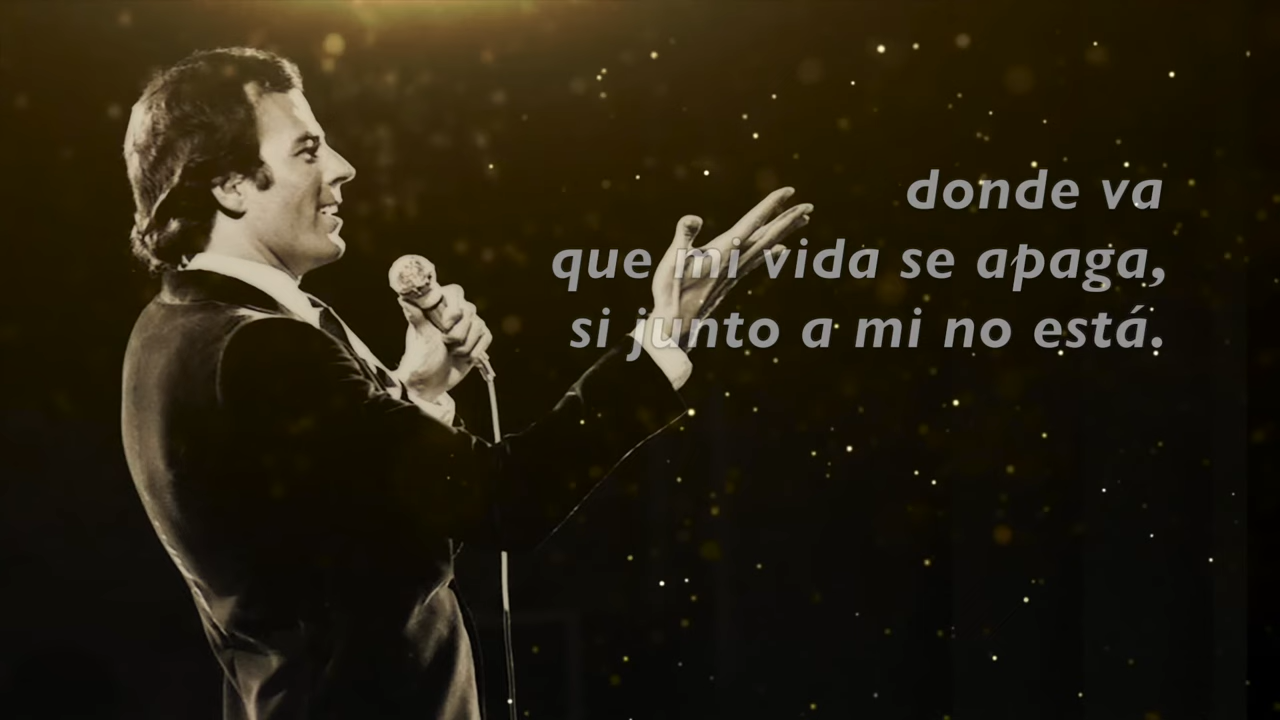 donde va
que mi vida se apaga,
si junto a mi no está.